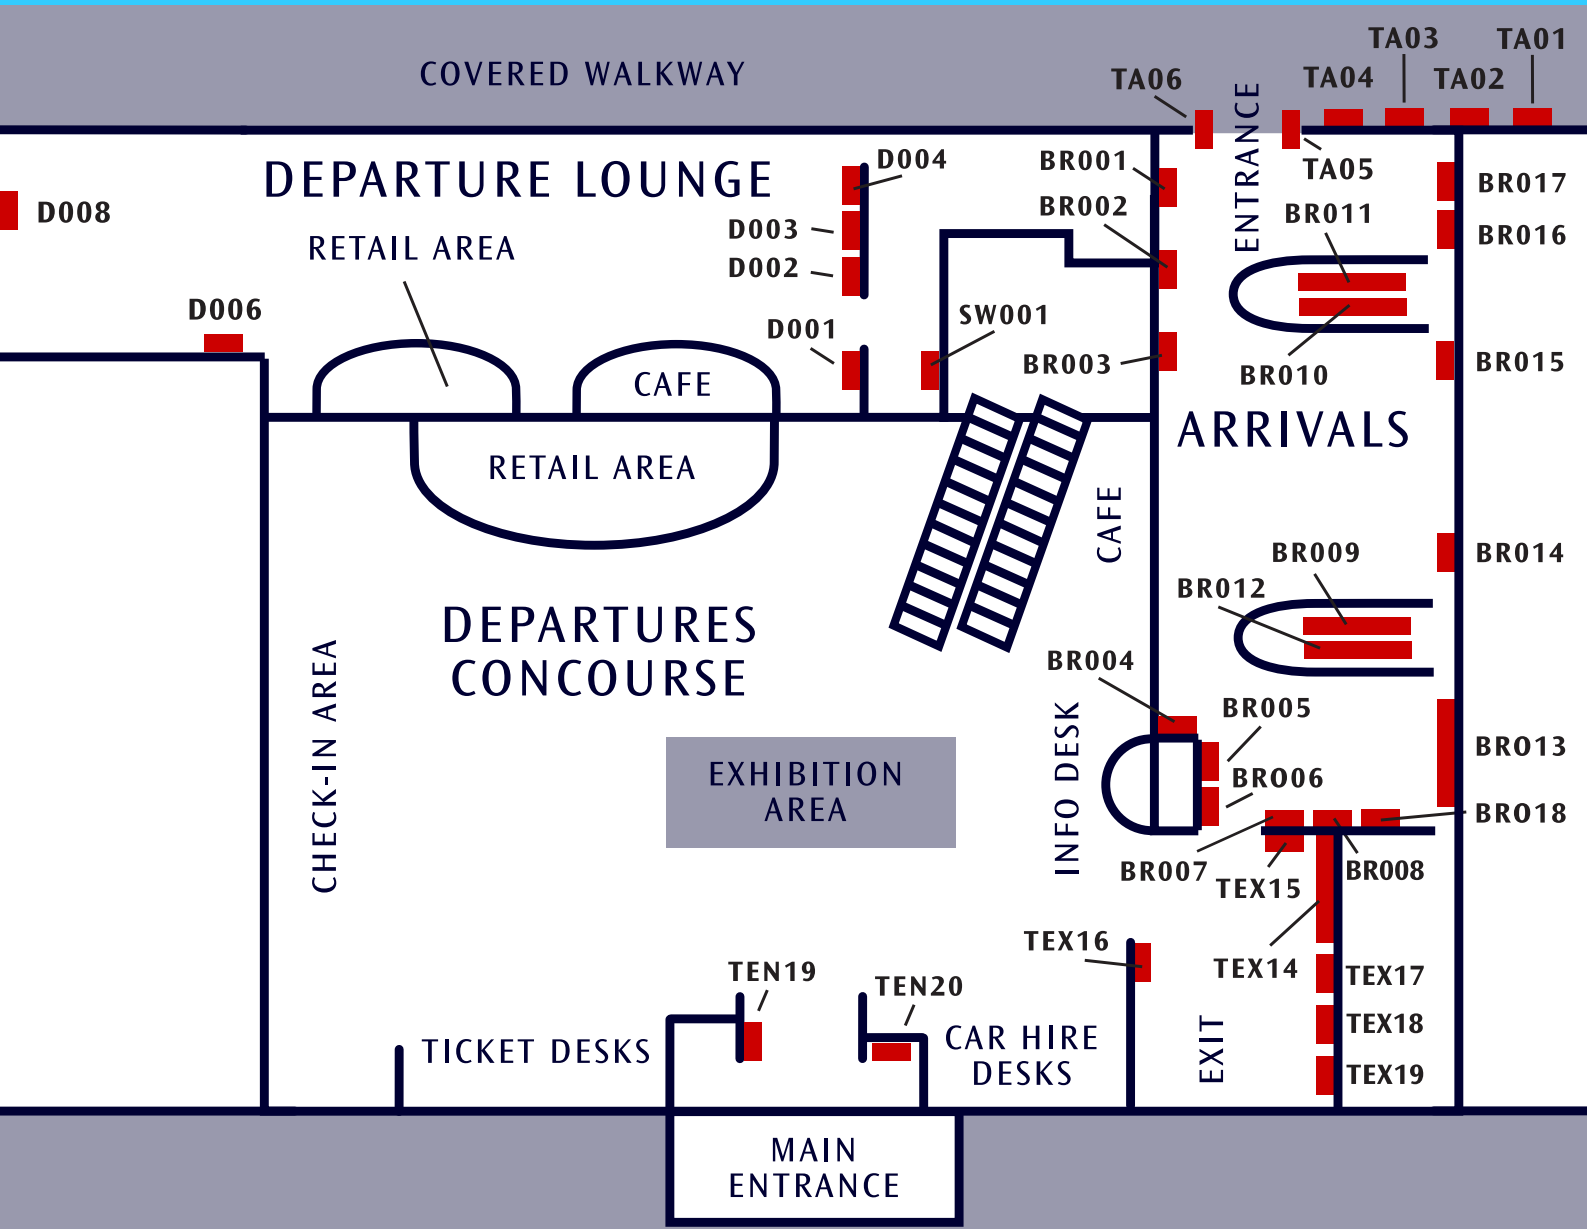 TA03
TA01
COVERED WALKWAY
TA06
TA04
TA02
ENTRANCE
DEPARTURE LOUNGE
D004
BR001
TA05
BR017
D008
RETAIL AREA
D003
BR002
BR011
BR016
D002
D006
D001
SW001
BR003
BR010
BR015
CAFE
ARRIVALS
RETAIL AREA
CAFE
BR009
BR014
BR012
DEPARTURES
CONCOURSE
BR004
CHECK-IN AREA
INFO DESK
BR005
BRO13
EXHIBITION
AREA
BRO06
BRO18
BR007
BR008
TEX15
TEX16
TEX14
TEX17
TEN19
TEN20
TEX18
TICKET DESKS
CAR HIRE
DESKS
EXIT
TEX19
MAIN
ENTRANCE